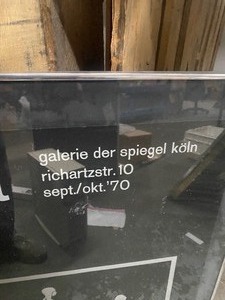 galerie der spiegel köln
richartzstr. 10
sept./okt.'70